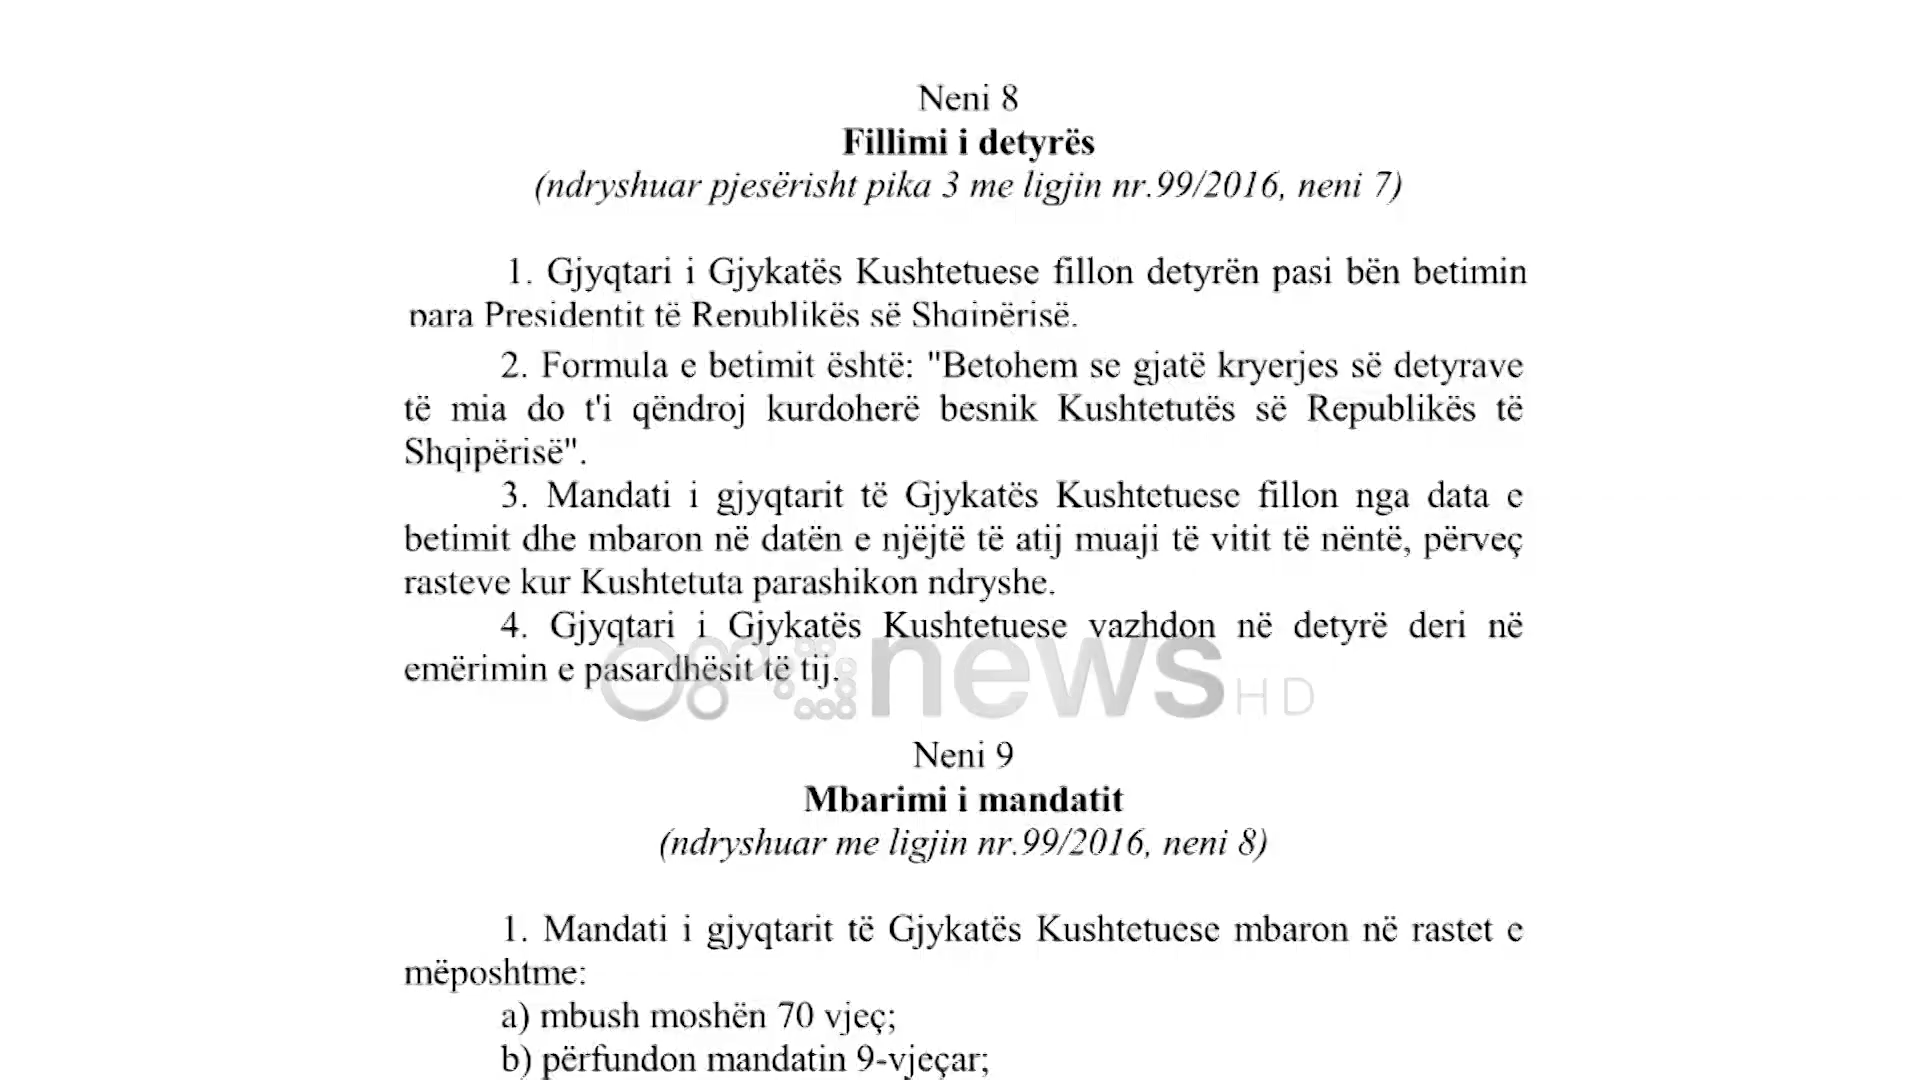 Neni 8
Fillimi i detyrës
(ndryshuar pjesërisht pika 3 me ligjin nr.99/2016, neni 7)
1. Gjyqtari i Gjykatës Kushtetuese fillon detyrën pasi bën betimin
para Presidentit të Republikës së Shqipërisë.
2. Formula e betimit është: "Betohem se gjatë kryerjes së detyrave
të mia do t'i qëndroj kurdoherë besnik Kushtetutës së Republikës të
Shqipërisë".
3. Mandati i gjyqtarit të Gjykatës Kushtetuese fillon nga data e
betimit dhe mbaron në datën e njëjtë të atij muaji të vitit të nëntë, përveç
rasteve kur Kushtetuta parashikon ndryshe.
4. Gjyqtari i Gjykatës Kushtetuese vazhdon në detyrë deri në
emërimin e pasardhësit të tij.
news HD
Neni 9
Mbarimi i mandatit
(ndryshuar me ligjin nr.99/2016, neni 8)
1. Mandati i gjyqtarit të Gjykatës Kushtetuese mbaron në rastet e
mëposhtme:
a) mbush moshën 70 vjeç;
b) përfundon mandatin 9-vjeçar;